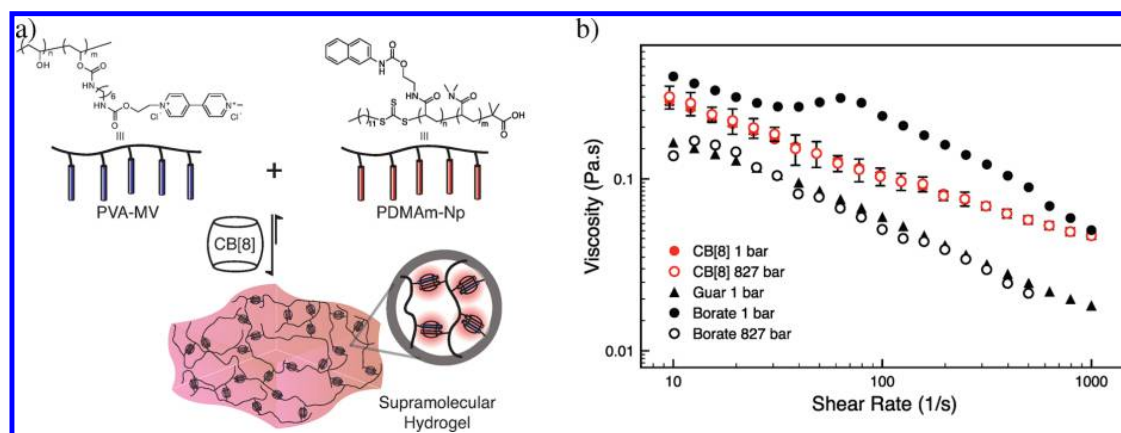 a)
OH
n
m
O
O
HN
6
HN
O
O
N+
Cl-
N+
Cl-
III
PVA-MV
+
N
H
O
O
HN
O
N
O
11
S
S
S
n
m
OH
O
III
PDMAm-Np
CB[8]
Supramolecular
Hydrogel
b)
Viscosity (Pa.s)
0.1
0.01
CB[8] 1 bar
CB[8] 827 bar
Guar 1 bar
Borate 1 bar
Borate 827 bar
10
100
1000
Shear Rate (1/s)